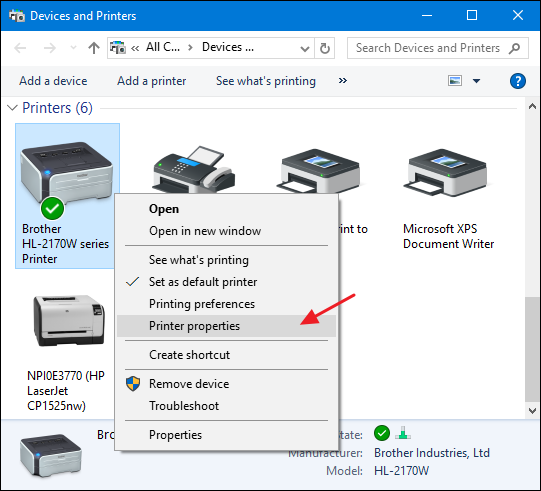 Devices and Printers
« All C... › Devices ...
Search Devices and Printers
Add a device
Add a printer
See what's printing
»
?
Printers (6)
Brother
HL-2170W series
Printer
Open
Open in new window
See what's printing
Set as default printer
Printing preferences
Printer properties
Create shortcut
Remove device
Troubleshoot
Properties
to
Microsoft XPS
Document Writer
NPI0E3770 (HP
LaserJet
CP1525nw)
State:
Manufacturer: Brother Industries, Ltd
Model: HL-2170W